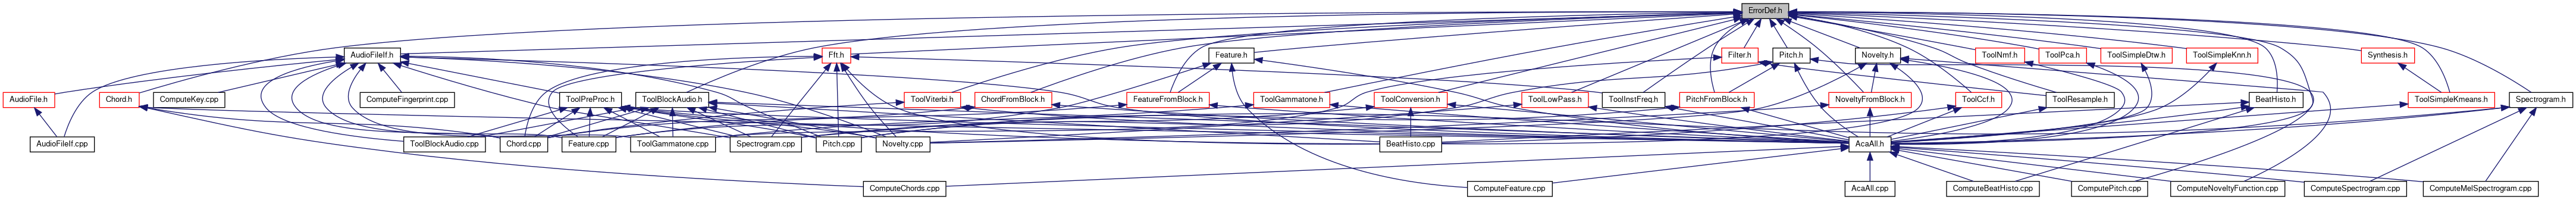 ErrorDef.h
AudioFileIf.h
Fft.h
Feature.h
Filter.h
Pitch.h
Novelty.h
ToolNmf.h
ToolPca.h
ToolSimpleDtw.h
ToolSimpleKnn.h
Synthesis.h
AudioFile.h
Chord.h
ComputeKey.cpp
ComputeFingerprint.cpp
ToolPreProc.h
ToolBlockAudio.h
ToolViterbi.h
ChordFromBlock.h
FeatureFromBlock.h
ToolGammatone.h
ToolConversion.h
ToolLowPass.h
ToolInstFreq.h
PitchFromBlock.h
NoveltyFromBlock.h
ToolCcf.h
ToolResample.h
BeatHisto.h
ToolSimpleKmeans.h
Spectrogram.h
AudioFileIf.cpp
ToolBlockAudio.cpp
Chord.cpp
Feature.cpp
ToolGammatone.cpp
Spectrogram.cpp
Pitch.cpp
Novelty.cpp
BeatHisto.cpp
AcaAll.h
ComputeChords.cpp
ComputeFeature.cpp
AcaAll.cpp
ComputeBeatHisto.cpp
ComputePitch.cpp
ComputeNoveltyFunction.cpp
ComputeSpectrogram.cpp
ComputeMelSpectrogram.cpp